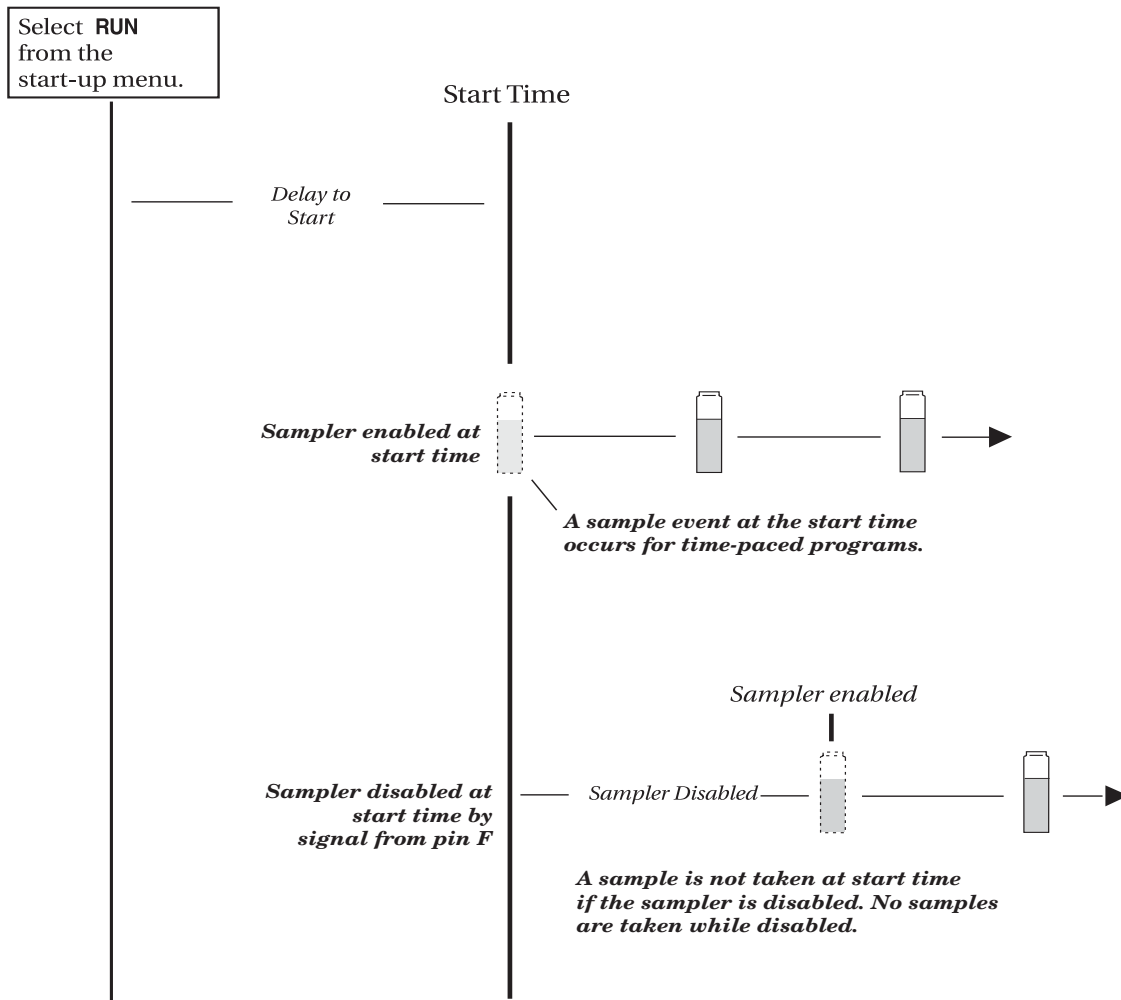 Select RUN
from the
start-up menu.
Start Time
Delay to
Start
Sampler enabled at
start time
A sample event at the start time
occurs for time-paced programs.
Sampler enabled
Sampler disabled at
start time by
signal from pin F
Sampler Disabled
A sample is not taken at start time
if the sampler is disabled. No samples
are taken while disabled.